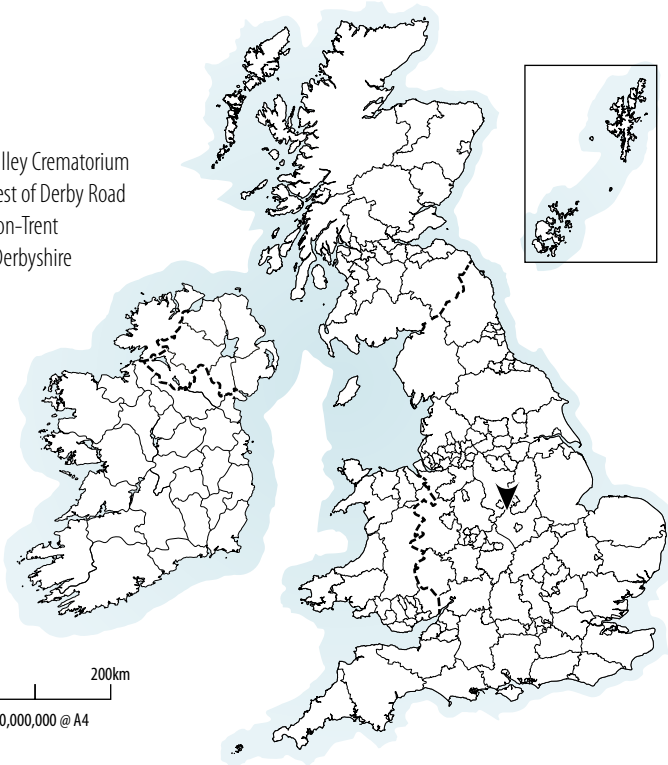 lley Crematorium
est of Derby Road
on-Trent
Derbyshire
200km
0,000,000 @ A4